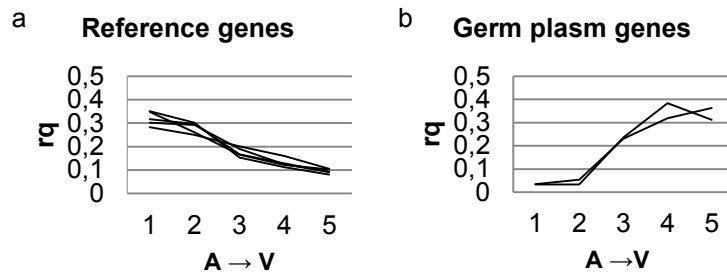 a Reference genes
rq
0,5
0,4
0,3
0,2
0,1
0
1 2 3 4 5
A → V
b Germ plasm genes
rq
0,5
0,4
0,3
0,2
0,1
0
1 2 3 4 5
A → V